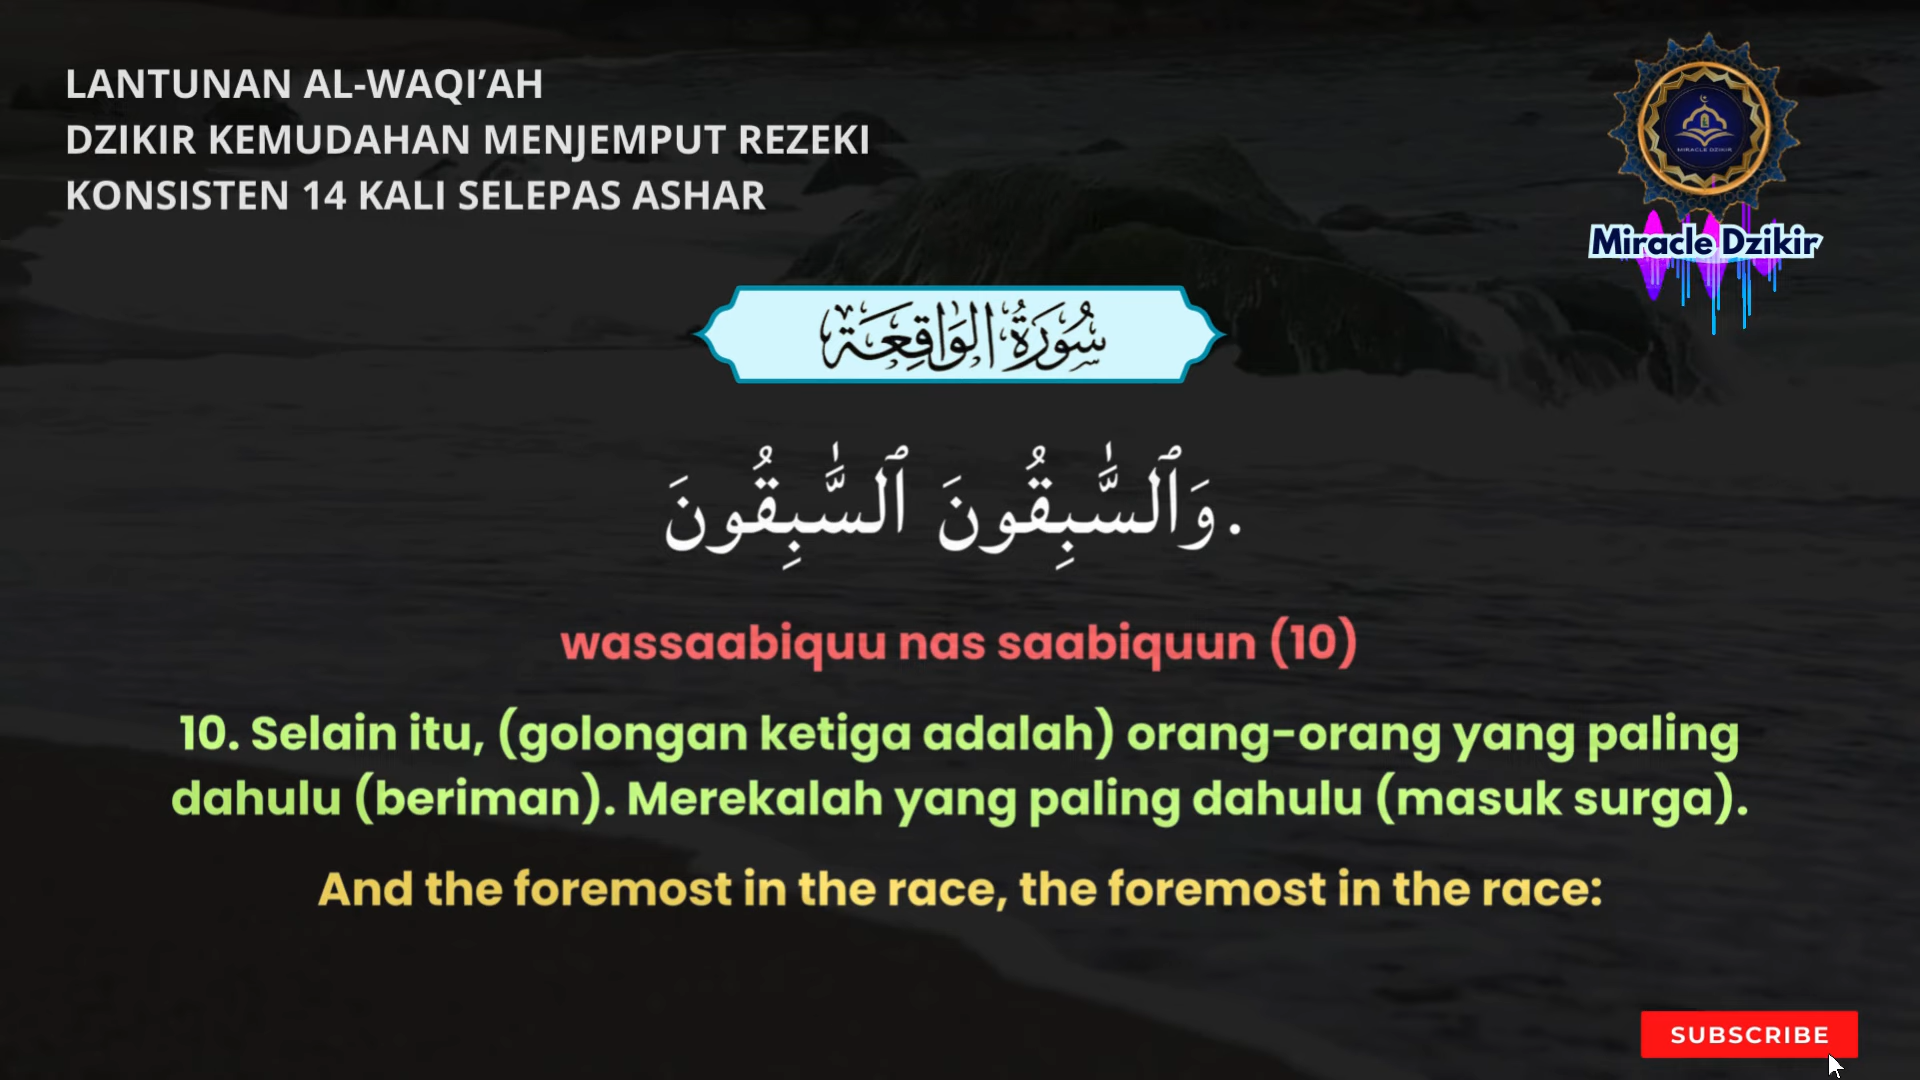 LANTUNAN AL-WAQI’AH
DZIKIR KEMUDAHAN MENJEMPUT REZEKI
KONSISTEN 14 KALI SELEPAS ASHAR
MIRACLE DZIKIR
Miracle Dzikir
سُوَرَةُ الوَاقِعَة
.وَٱلسَّٰبِقُونَ ٱلسَّٰبِقُونَ
wassaabiquu nas saabiquun (10)
10. Selain itu, (golongan ketiga adalah) orang-orang yang paling
dahulu (beriman). Merekalah yang paling dahulu (masuk surga).
And the foremost in the race, the foremost in the race:
SUBSCRIBE